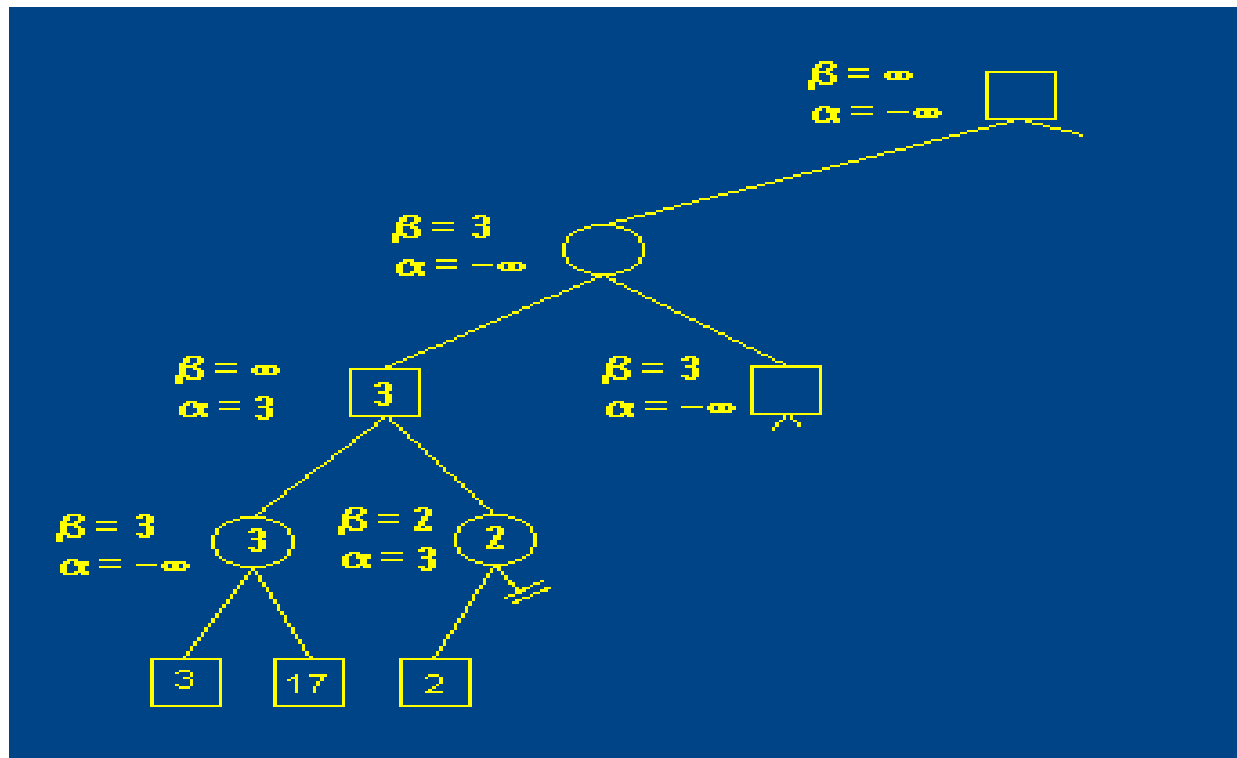 β = ∞
α = −∞
β = 3
α = −∞
β = ∞
α = 3
3
β = 3
α = −∞
β = 3
α = −∞
3
β = 2
α = 3
2
3
17
2